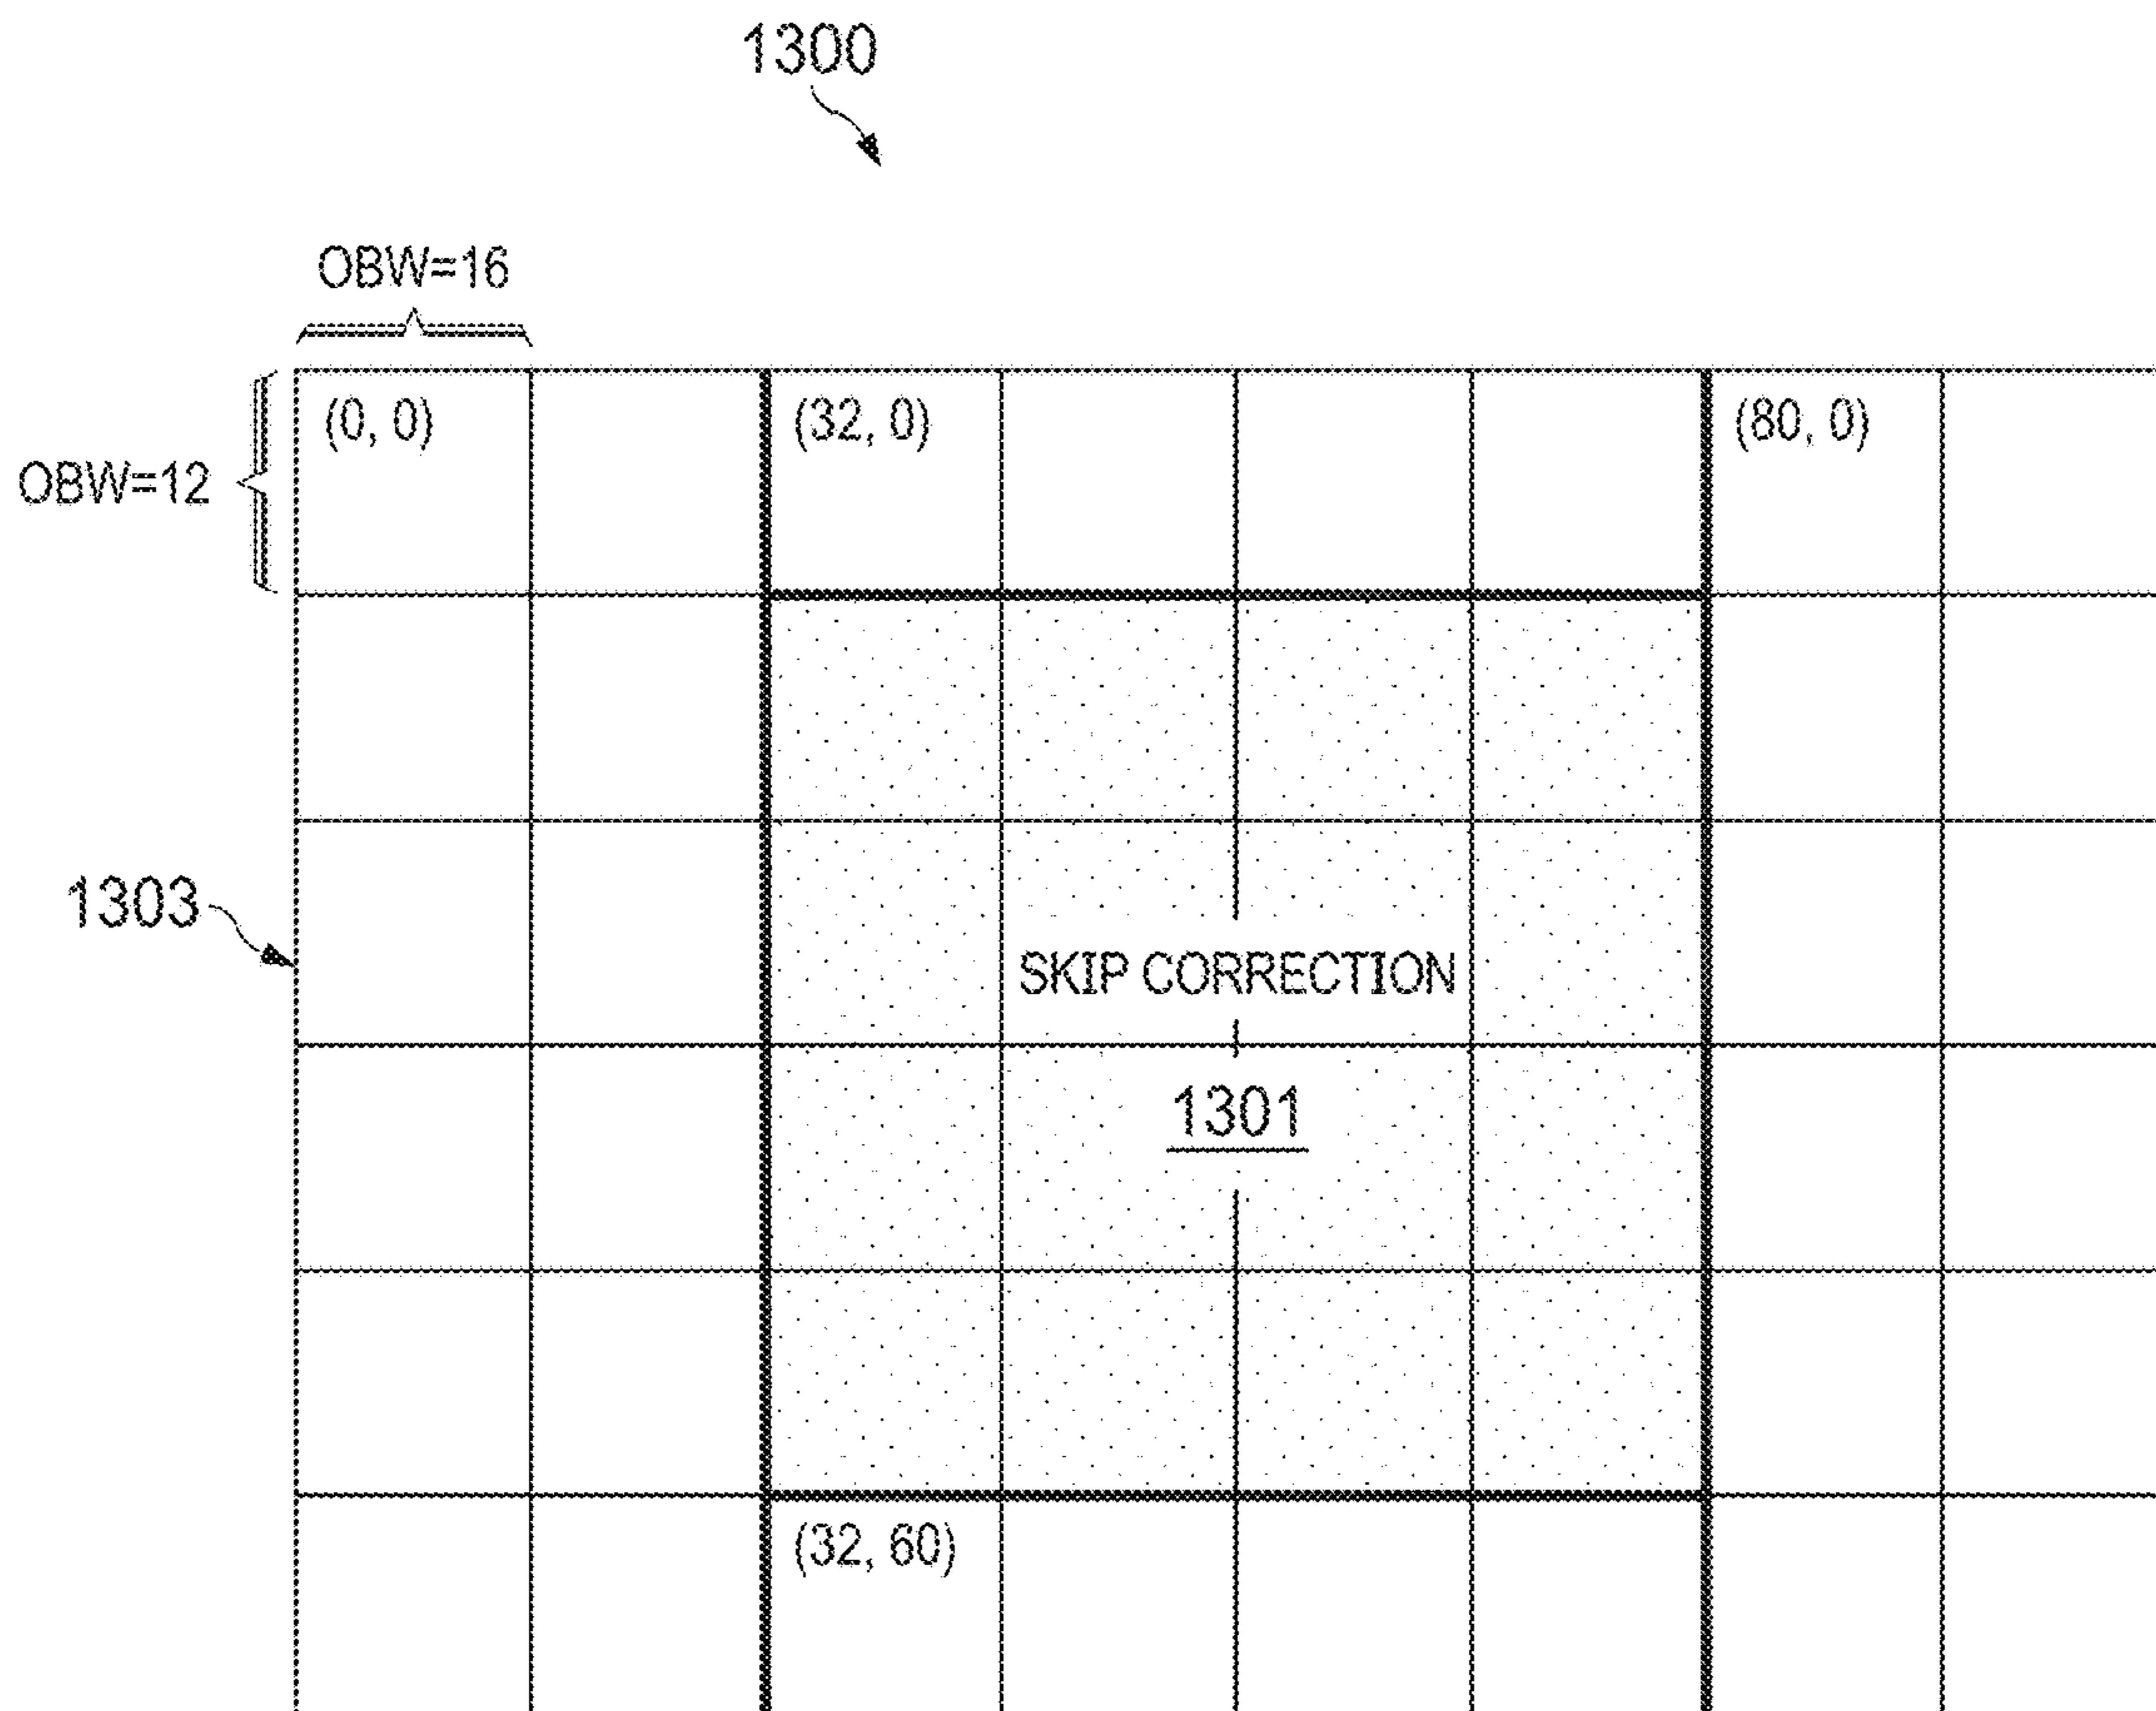 1300
OBW=16
(0, 0)
(32, 0)
(80, 0)
OBW=12
1303
SKIP CORRECTION
1301
(32, 60)